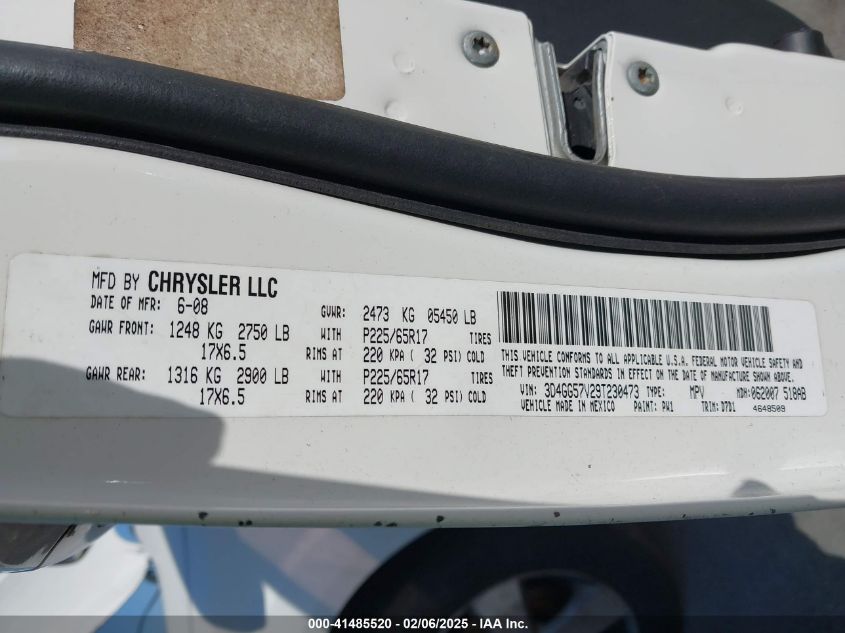 MFD BY CHRYSLER LLC
DATE OF MFR: 6-08 GVWR: 2473 KG 05450 LB
GAWR FRONT: 1248 KG 2750 LB WITH P225/65R17 TIRES
17X6.5 RIMS AT 220 KPA ( 32 PSI) COLD
GAWR REAR: 1316 KG 2900 LB WITH P225/65R17 TIRES
17X6.5 RIMS AT 220 KPA ( 32 PSI) COLD
THIS VEHICLE CONFORMS TO ALL APPLICABLE U.S.A. FEDERAL MOTOR VEHICLE SAFETY AND
THEFT PREVENTION STANDARDS IN EFFECT ON THE DATE OF MANUFACTURE SHOWN ABOVE.
VIN: 3D4GG57V29T230473 TYPE: MPV MDH: 062007 518AB
VEHICLE MADE IN MEXICO PAINT: PW1 TRIM: D7D1 4648509
000-41485520 - 02/06/2025 - IAA Inc.